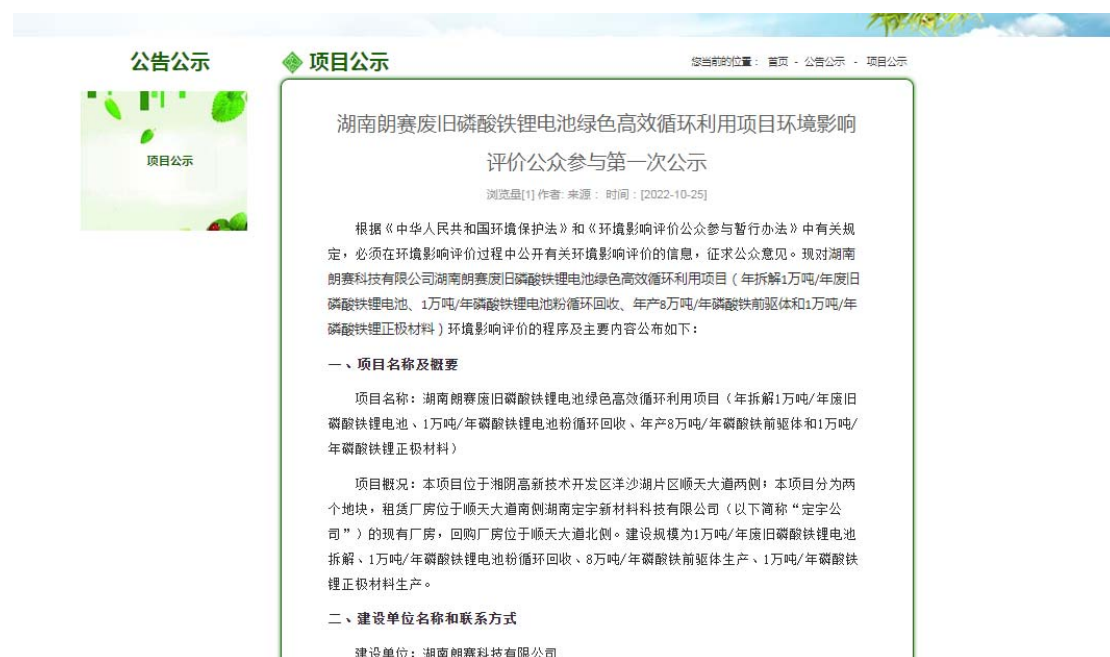 公告公示
项目公示
您当前的位置： 首页 - 公告公示 - 项目公示
项目公示
湖南朗赛废旧磷酸铁锂电池绿色高效循环利用项目环境影响
评价公众参与第一次公示
浏览量[1] 作者: 来源： 时间：[2022-10-25]
根据《中华人民共和国环境保护法》和《环境影响评价公众参与暂行办法》中有关规
定，必须在环境影响评价过程中公开有关环境影响评价的信息，征求公众意见。现对湖南
朗赛科技有限公司湖南朗赛废旧磷酸铁锂电池绿色高效循环利用项目（年拆解1万吨/年废旧
磷酸铁锂电池、1万吨/年磷酸铁锂电池粉循环回收、年产8万吨/年磷酸铁前驱体和1万吨/年
磷酸铁锂正极材料）环境影响评价的程序及主要内容公布如下：
一、项目名称及概要
项目名称：湖南朗赛废旧磷酸铁锂电池绿色高效循环利用项目（年拆解1万吨/年废旧
磷酸铁锂电池、1万吨/年磷酸铁锂电池粉循环回收、年产8万吨/年磷酸铁前驱体和1万吨/
年磷酸铁锂正极材料）
项目概况：本项目位于湘阴高新技术开发区洋沙湖片区顺天大道两侧；本项目分为两
个地块，租赁厂房位于顺天大道南侧湖南定宇新材料科技有限公司（以下简称“定宇公
司”）的现有厂房，回购厂房位于顺天大道北侧。建设规模为1万吨/年废旧磷酸铁锂电池
拆解、1万吨/年磷酸铁锂电池粉循环回收、8万吨/年磷酸铁前驱体生产、1万吨/年磷酸铁
锂正极材料生产。
二、建设单位名称和联系方式
建设单位：湖南朗赛科技有限公司